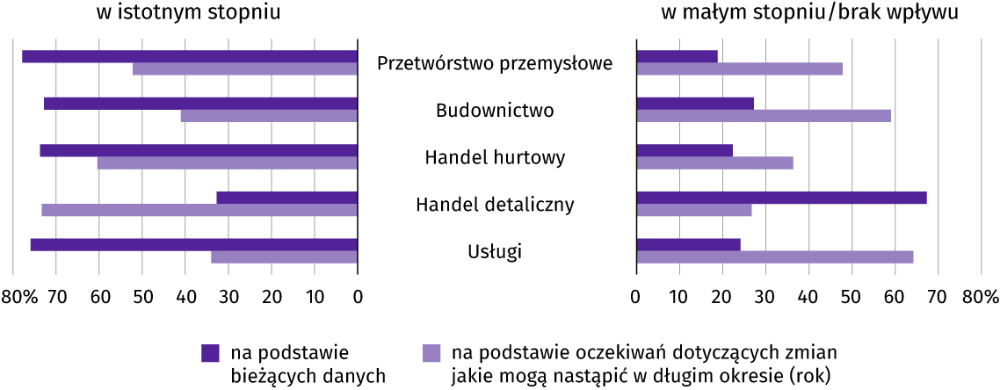 w istotnym stopniu
w małym stopniu/brak wpływu
Przetwórstwo przemysłowe
Budownictwo
Handel hurtowy
Handel detaliczny
Usługi
80% 70 60 50 40 30 20 10 0
0 10 20 30 40 50 60 70 80%
na podstawie
bieżących danych
na podstawie oczekiwań dotyczących zmian
jakie mogą nastąpić w długim okresie (rok)